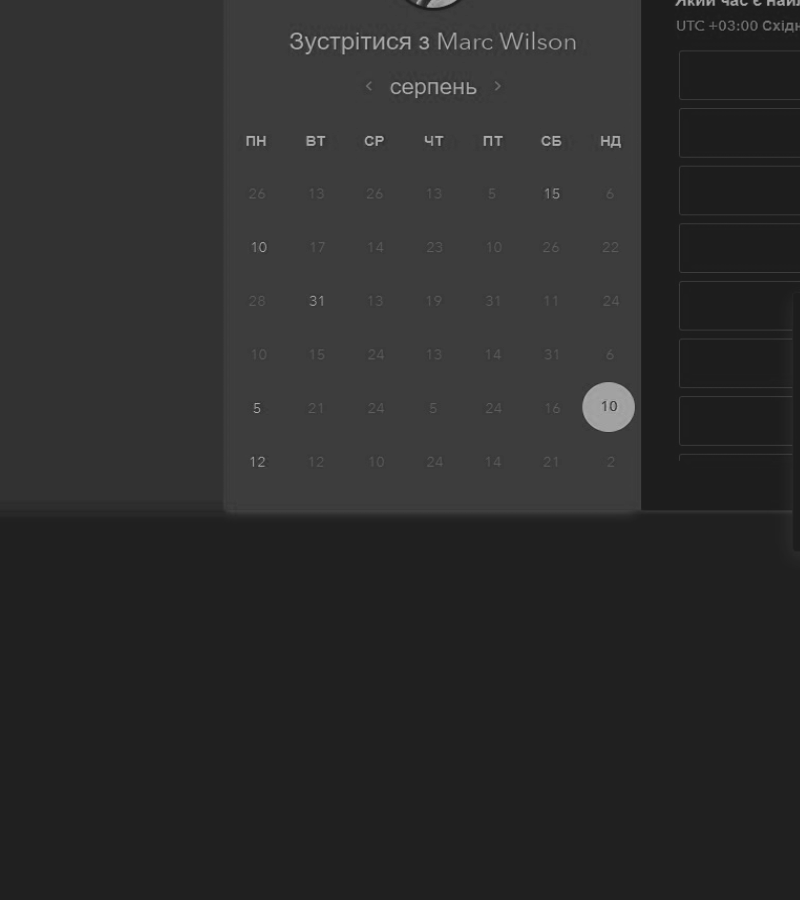 Який час є най
UTC +03:00 Східн
Зустрітися з Marc Wilson
серпень
ПН ВТ СР ЧТ ПТ СБ НД
26 13 26 13 5 15 6
10 17 14 23 10 26 22
28 31 13 19 31 11 24
10 15 24 13 14 31 6
5 21 24 5 24 16 10
12 12 10 24 14 21 2